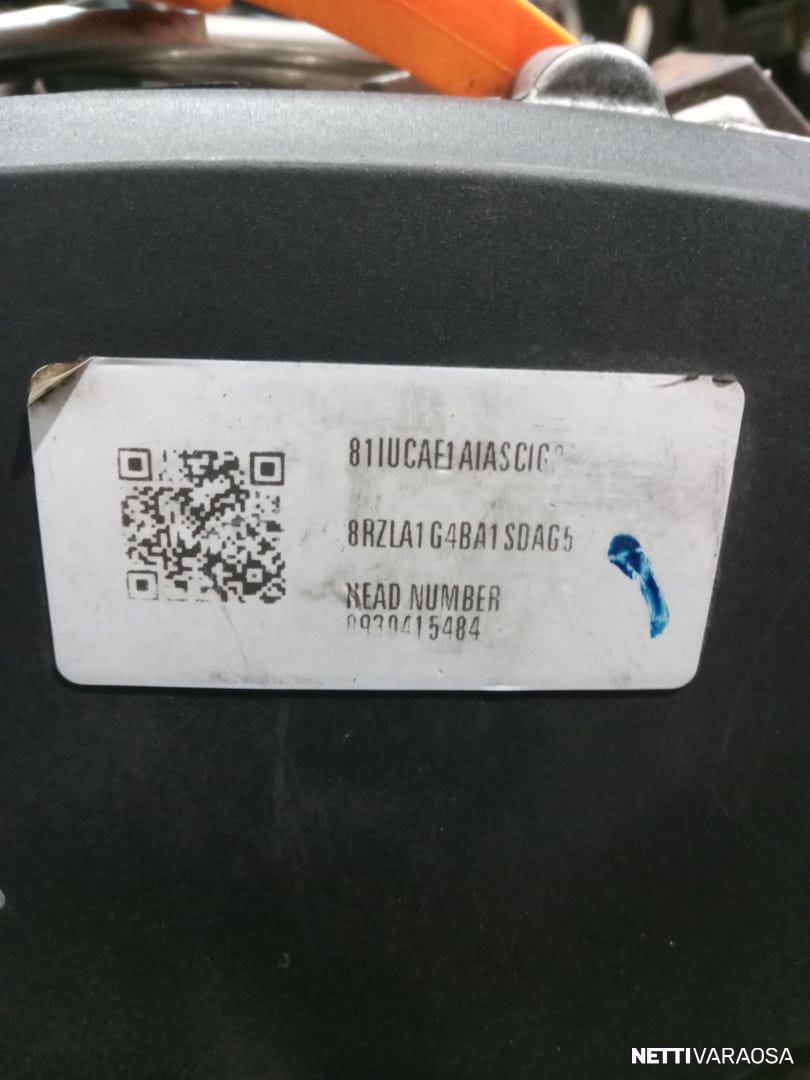 8RZLA1G4BA1SDAG5
HEAD NUMBER
0930415484
NETTIVARAOSA